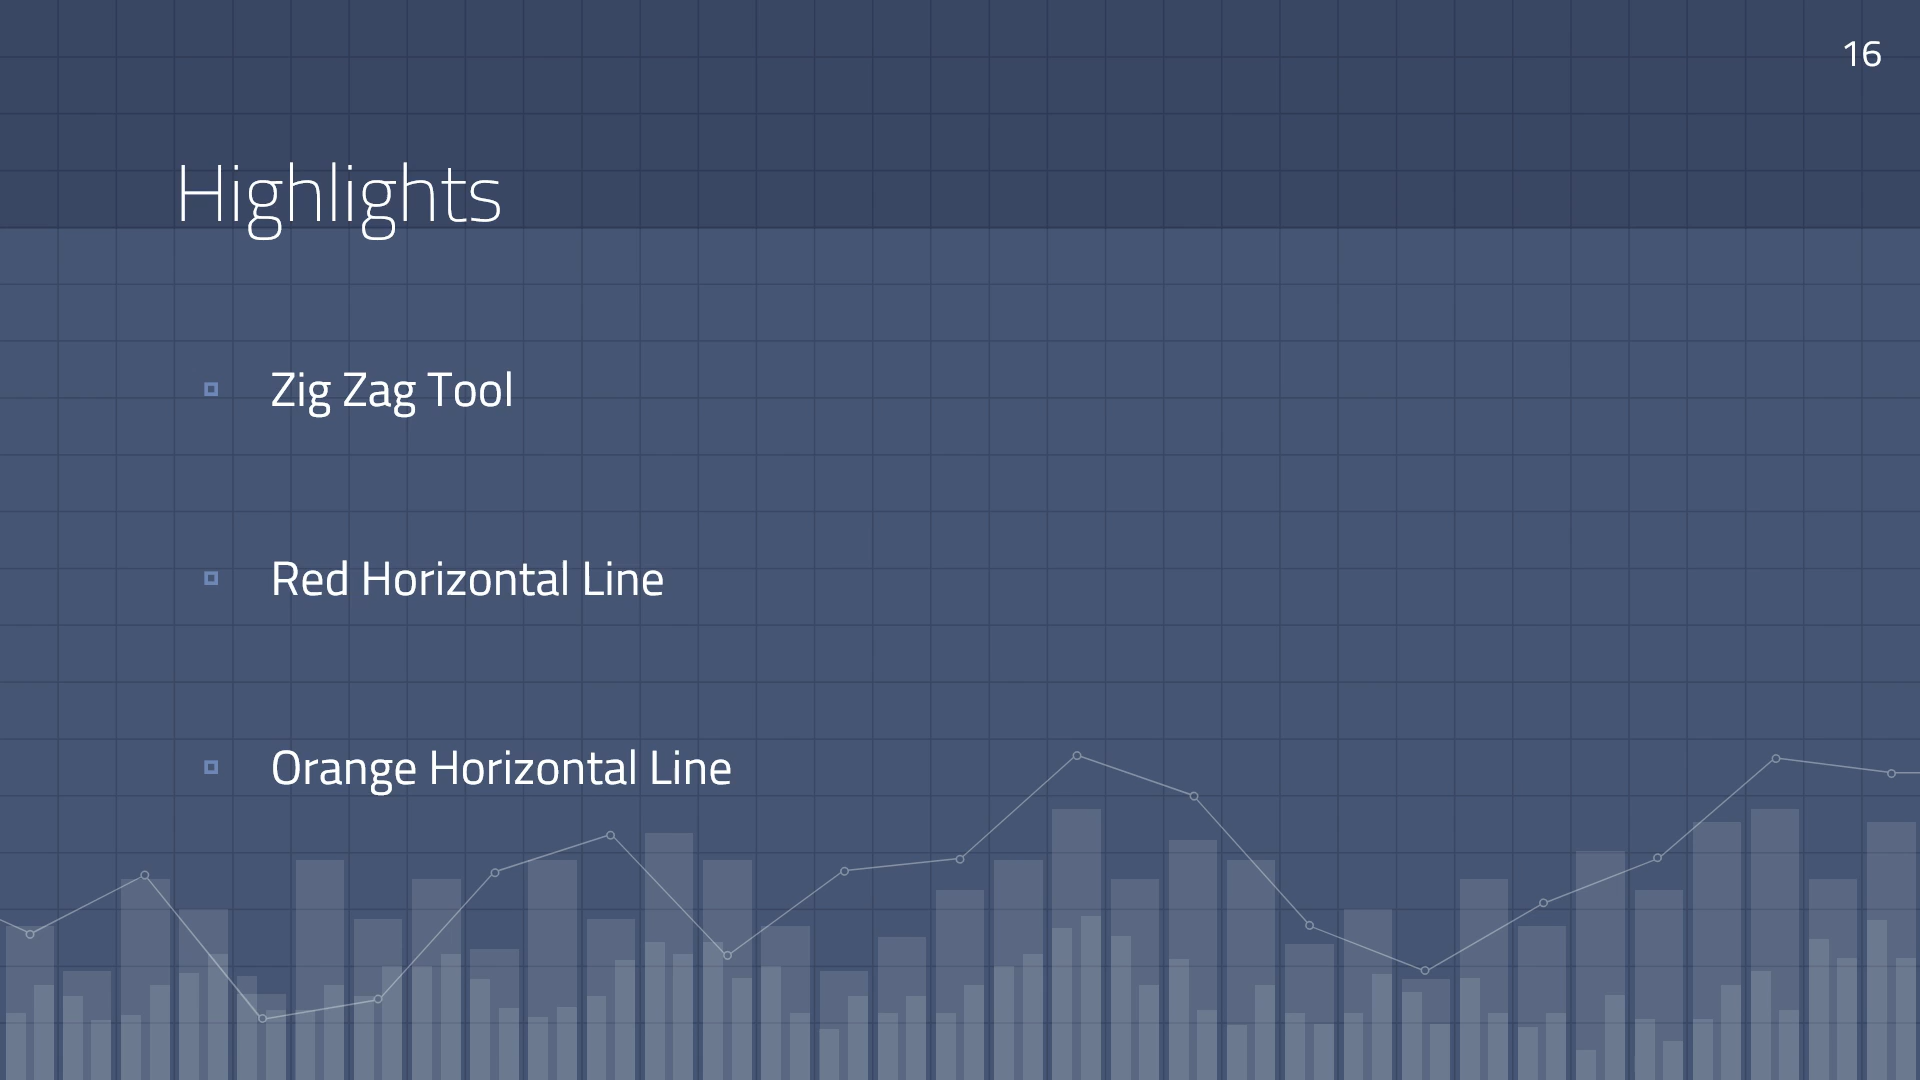 16
Highlights
Zig Zag Tool
Red Horizontal Line
Orange Horizontal Line